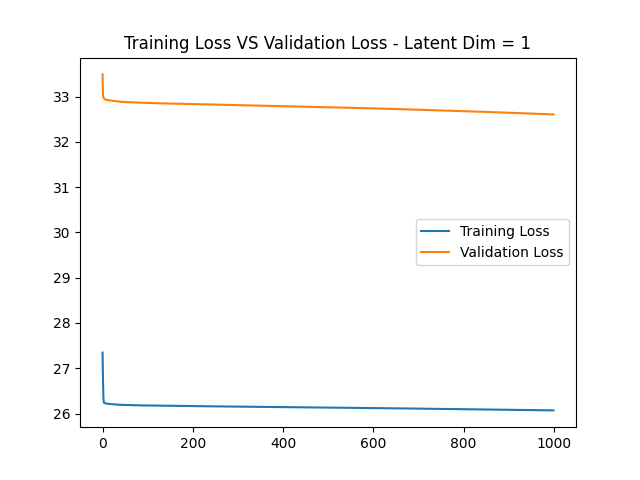 Training Loss VS Validation Loss - Latent Dim = 1
33
32
31
30
29
28
27
26
Training Loss
Validation Loss
0 200 400 600 800 1000